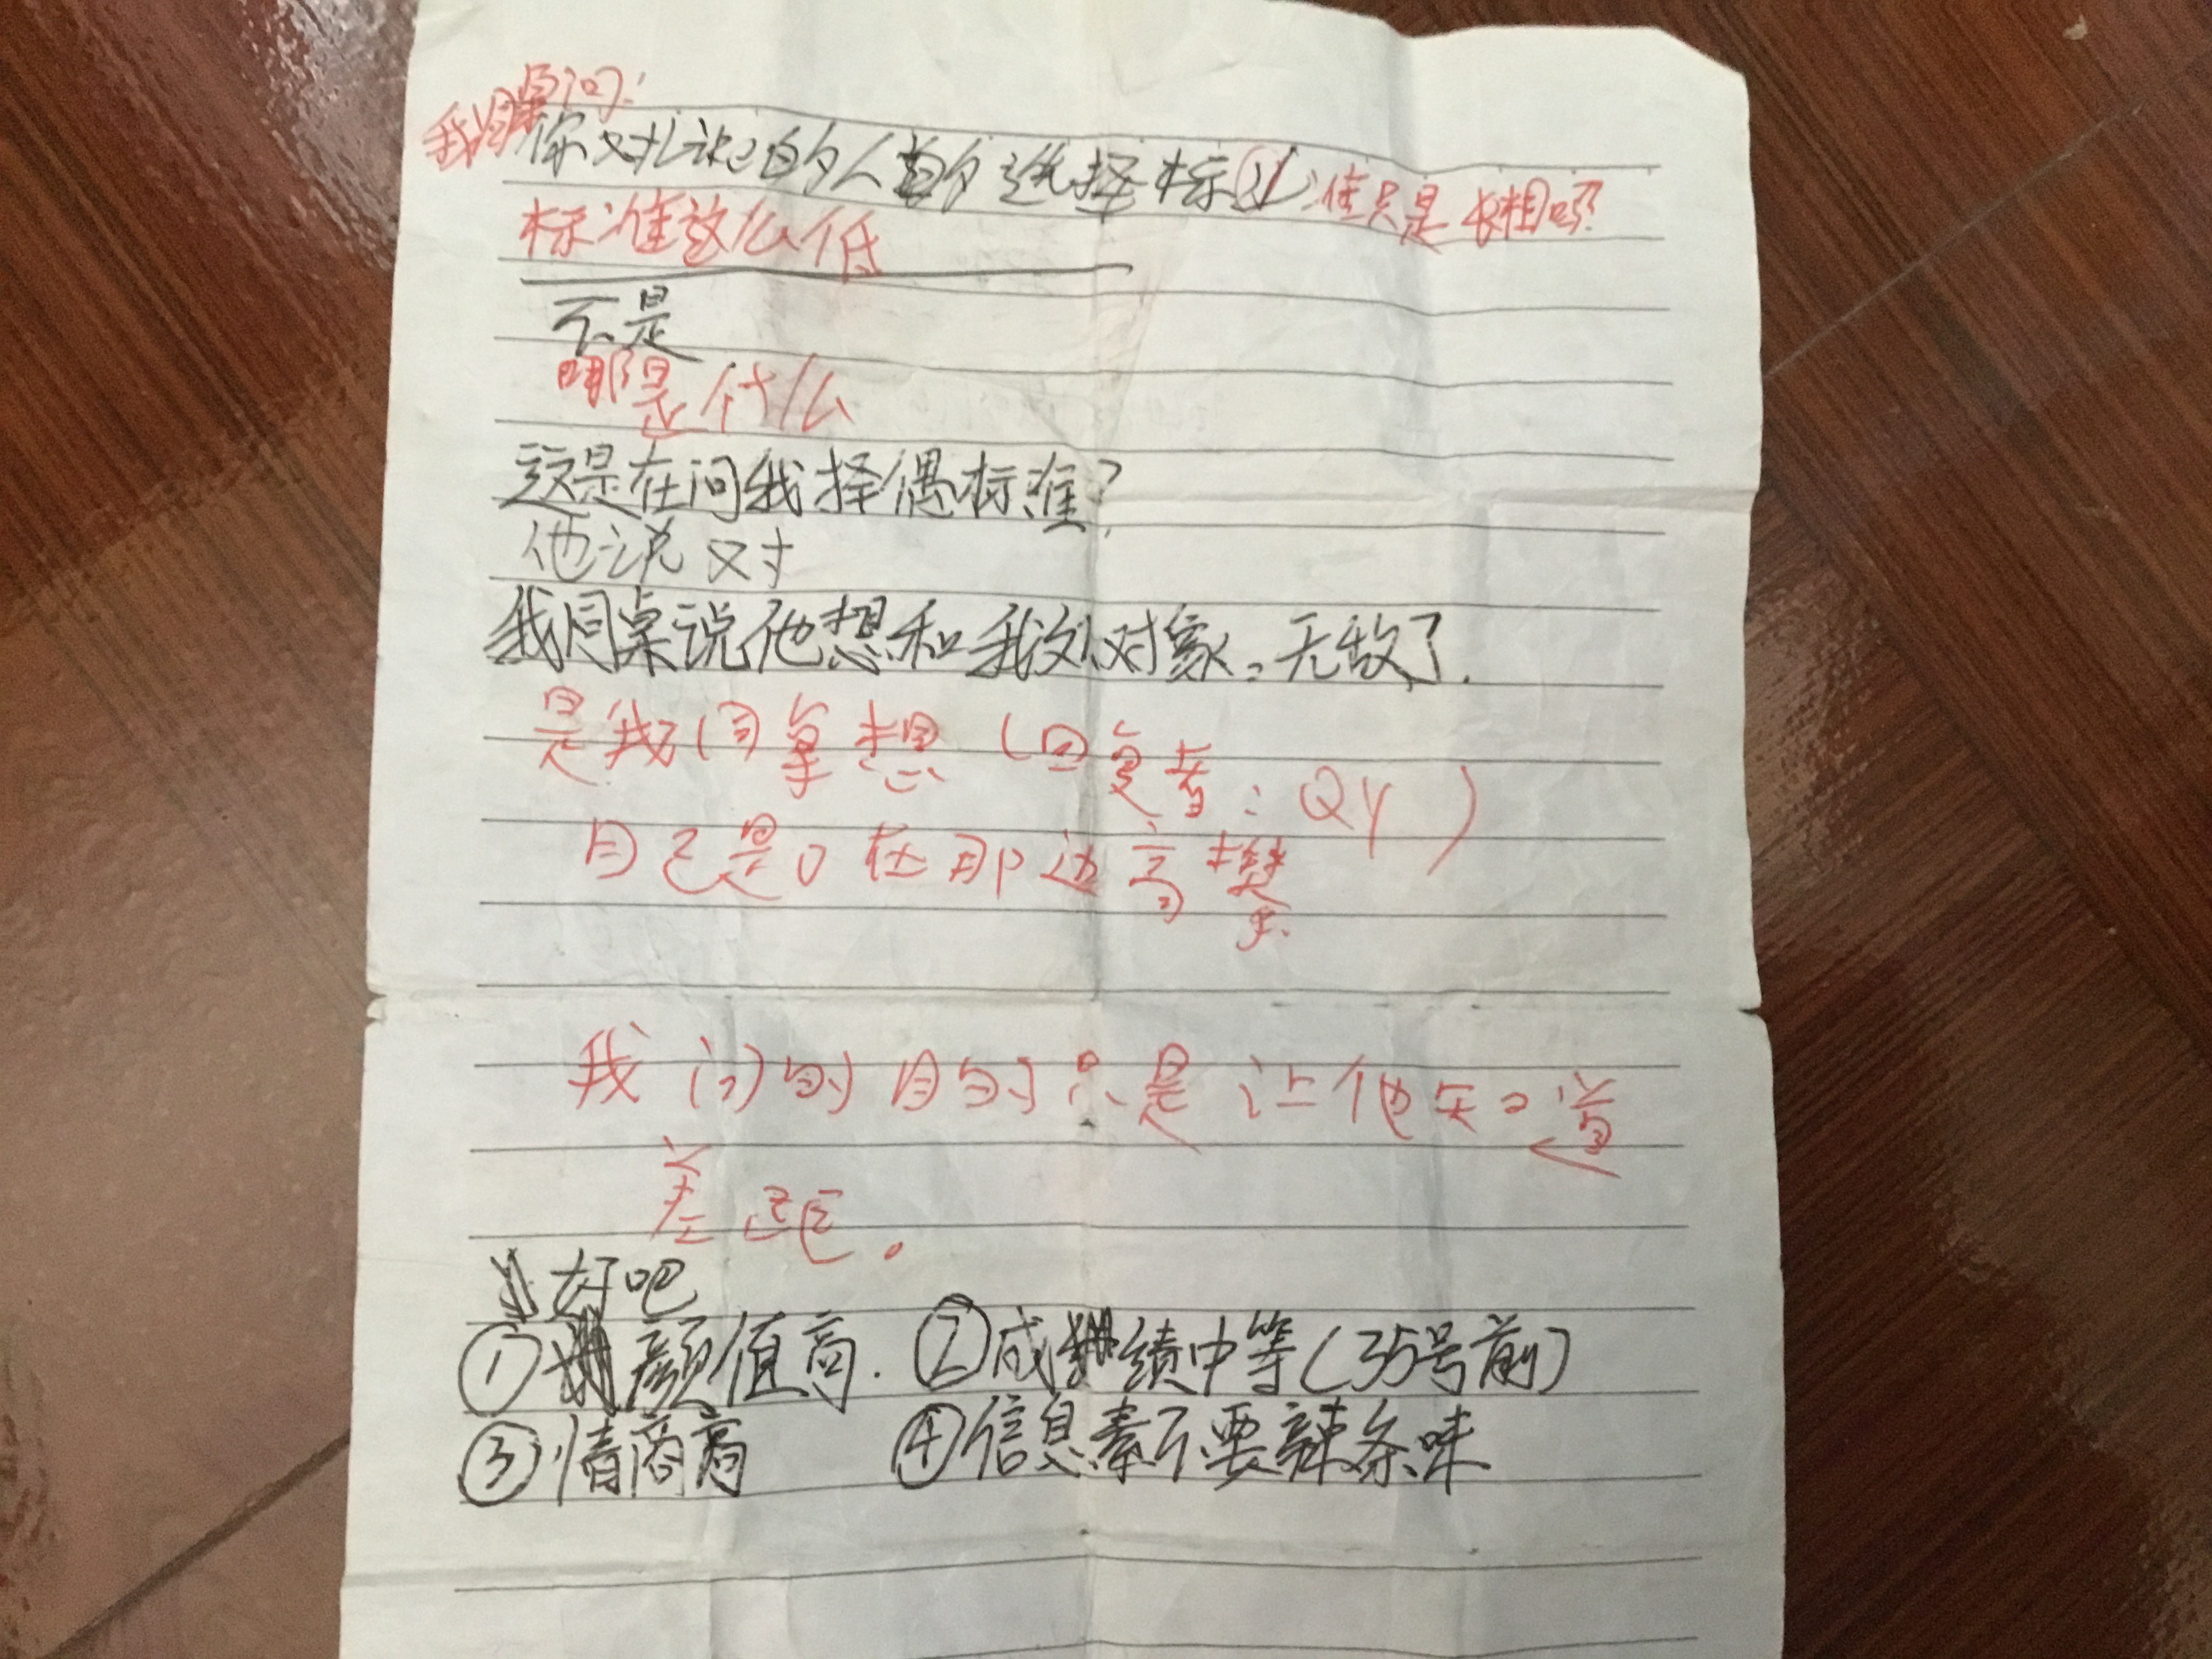 我同桌问:
你对说的人的选择标准只是长相吗?
标准这么低
不是
哪是什么
这是在问我择偶标准?
他说对
我同桌说他想和我处对象。无敌了.
是我同掌想(回复者:QY)
自己是0在那边高攀
我问的目的只是让他知道
差距。
好吧
①颜值高. ②成绩中等(35号前)
③情商高 ④信息素不要辣条味